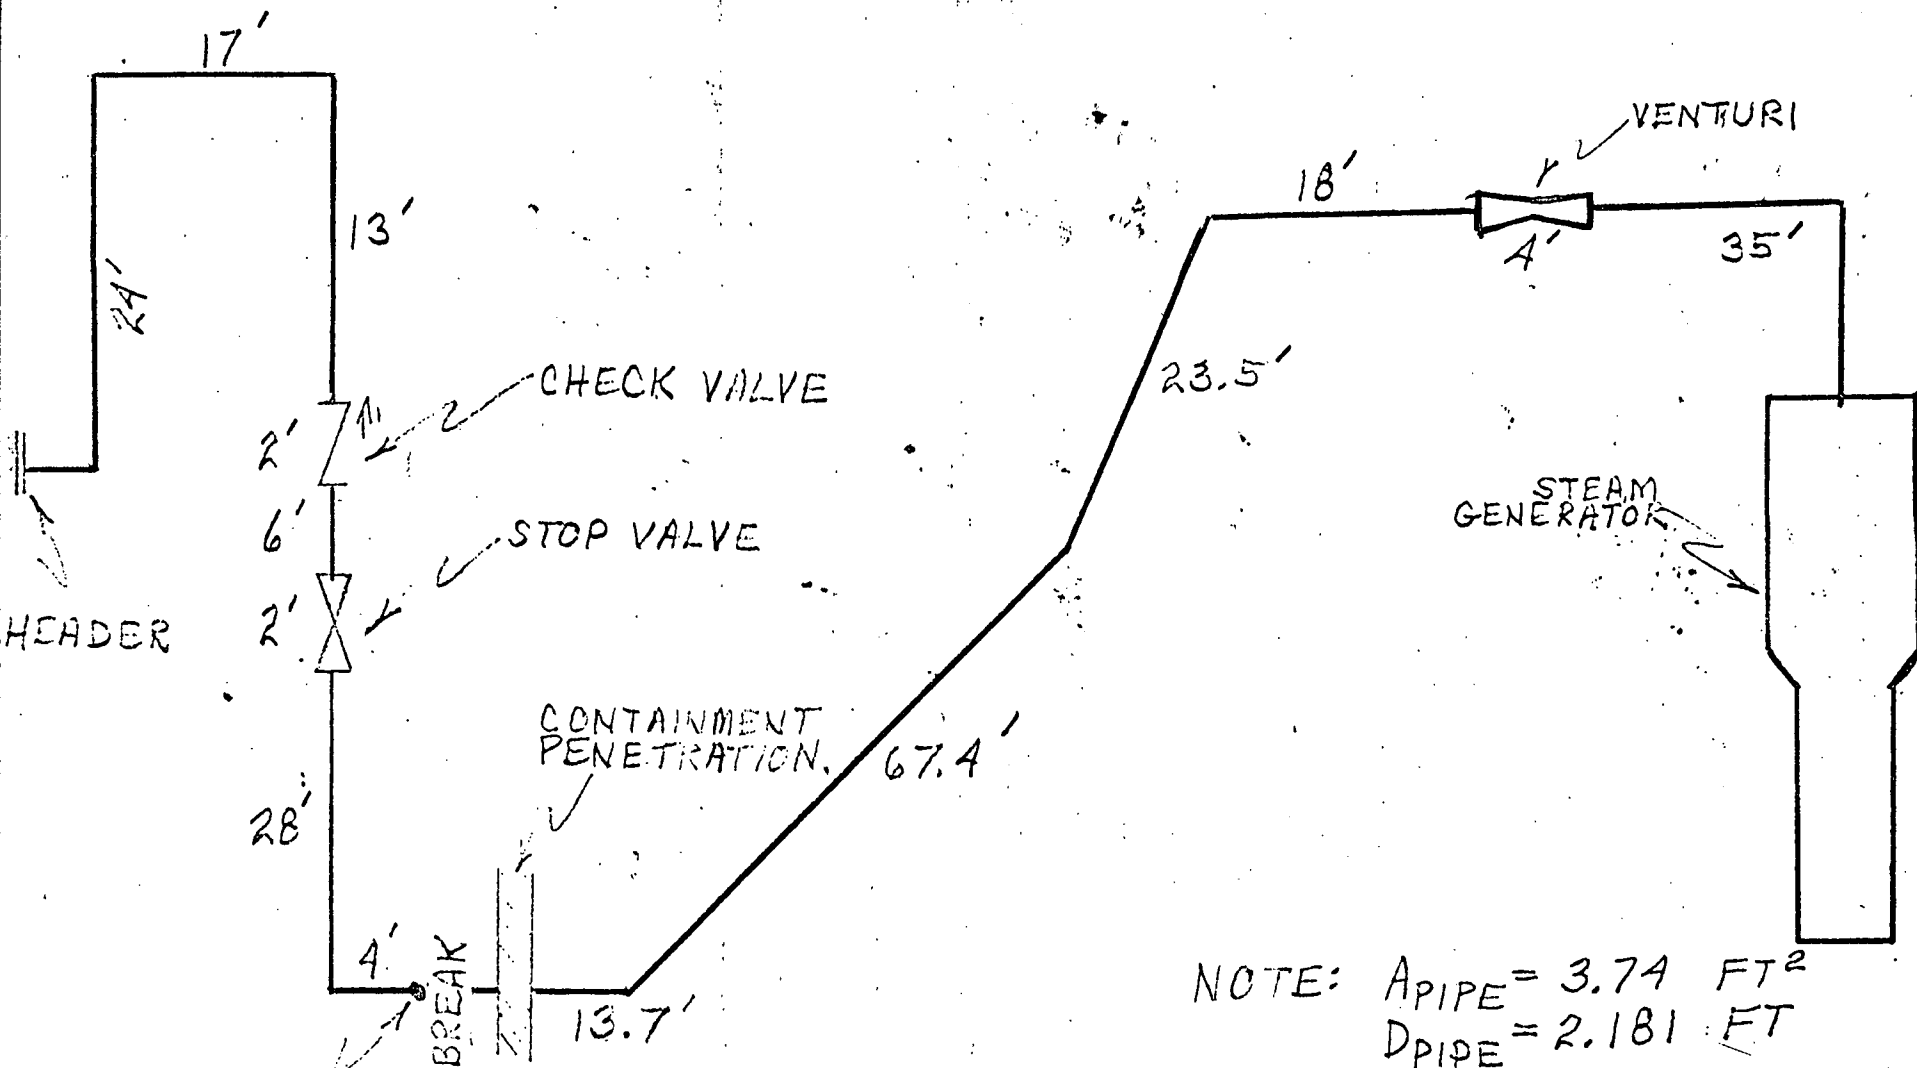 17'
VENTURI
18'
13'
4'
35'
24'
23.5'
CHECK VALVE
2'
STEAM
GENERATOR
6'
STOP VALVE
2'
HEADER
CONTAINMENT
PENETRATION.
67.4'
28'
4'
BREAK
13.7'
NOTE: APIPE = 3.74 FT2
DPIPE = 2.181 FT